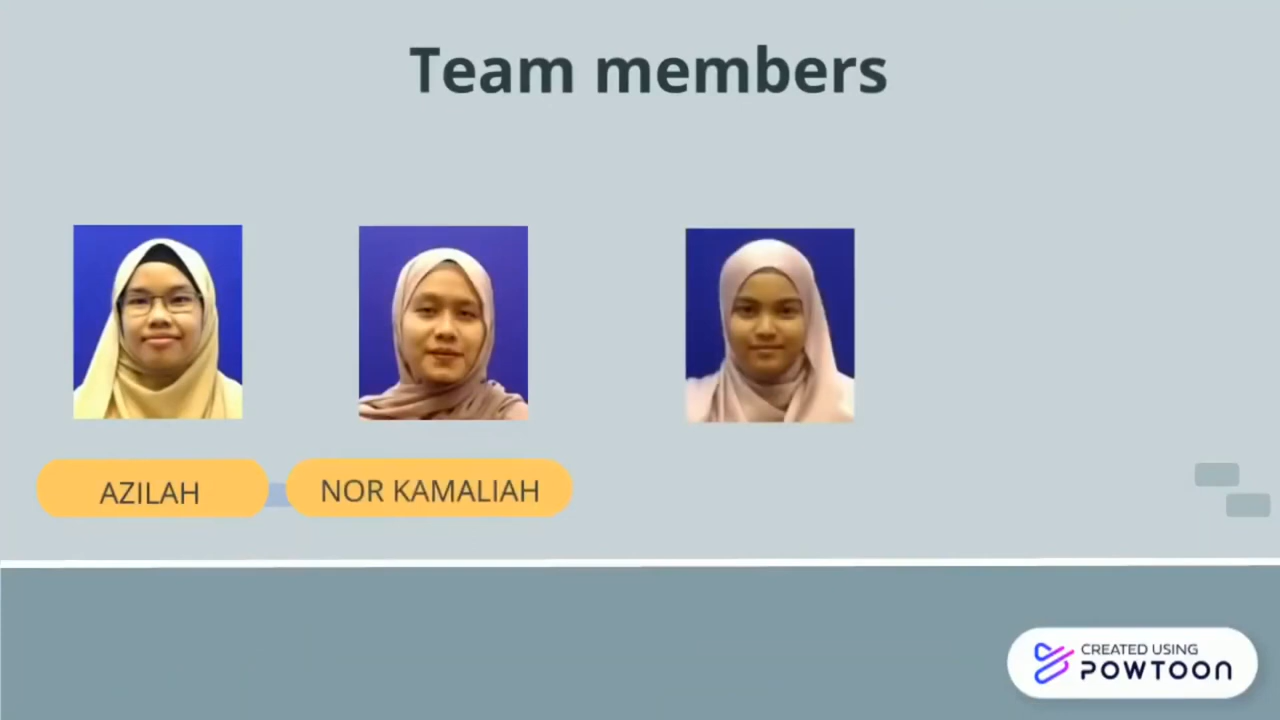 Team members
AZILAH
NOR KAMALIAH
CREATED USING
POWTOON